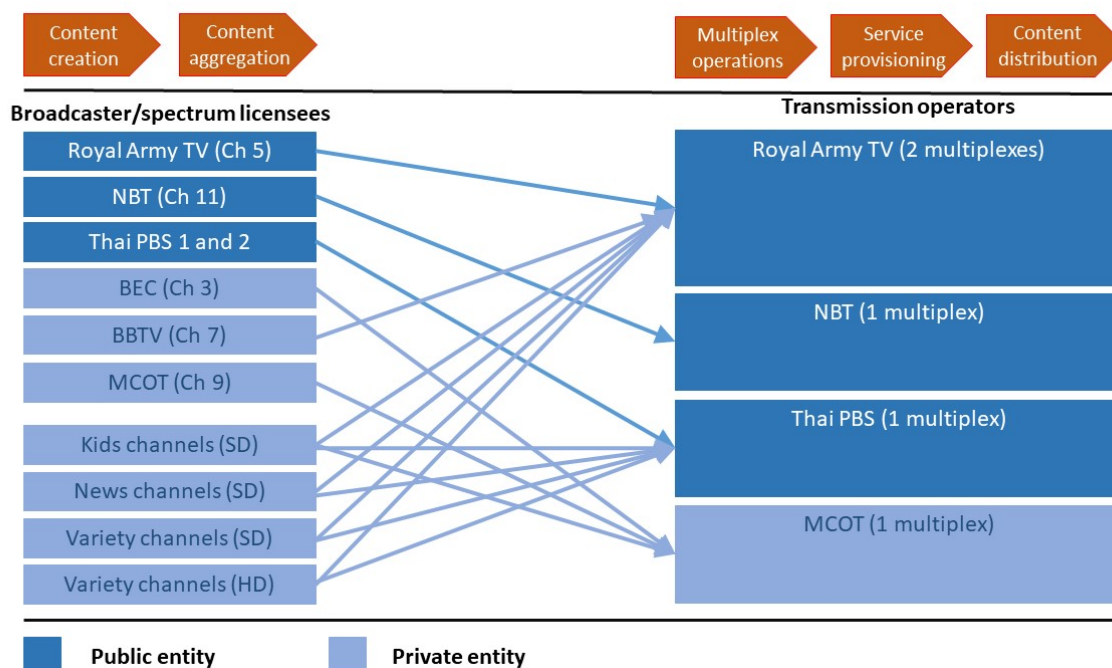 Content
creation
Content
aggregation
Multiplex
operations
Service
provisioning
Content
distribution
Broadcaster/spectrum licensees
Transmission operators
Royal Army TV (Ch 5)
NBT (Ch 11)
Thai PBS 1 and 2
BEC (Ch 3)
BBTV (Ch 7)
MCOT (Ch 9)
Kids channels (SD)
News channels (SD)
Variety channels (SD)
Variety channels (HD)
Royal Army TV (2 multiplexes)
NBT (1 multiplex)
Thai PBS (1 multiplex)
MCOT (1 multiplex)
Public entity
Private entity